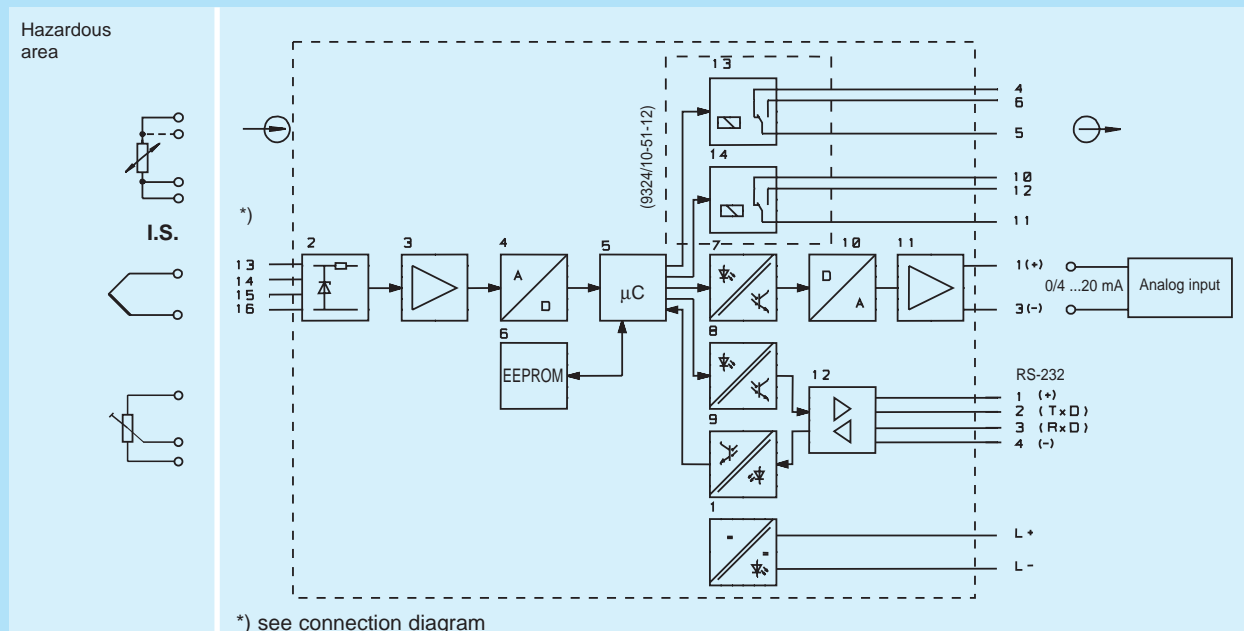 Hazardous
area
I.S.
*)
13
14
15
16
2
3
4
A
D
5
µC
6
EEPROM
(9324/10-51-12)
13
4
6
5
14
10
12
11
7
10
D
A
11
1(+)
0/4 ...20 mA
3(-)
Analog input
8
12
RS-232
1 (+)
2 (TxD)
3 (RxD)
4 (-)
9
1
L+
L-
*) see connection diagram